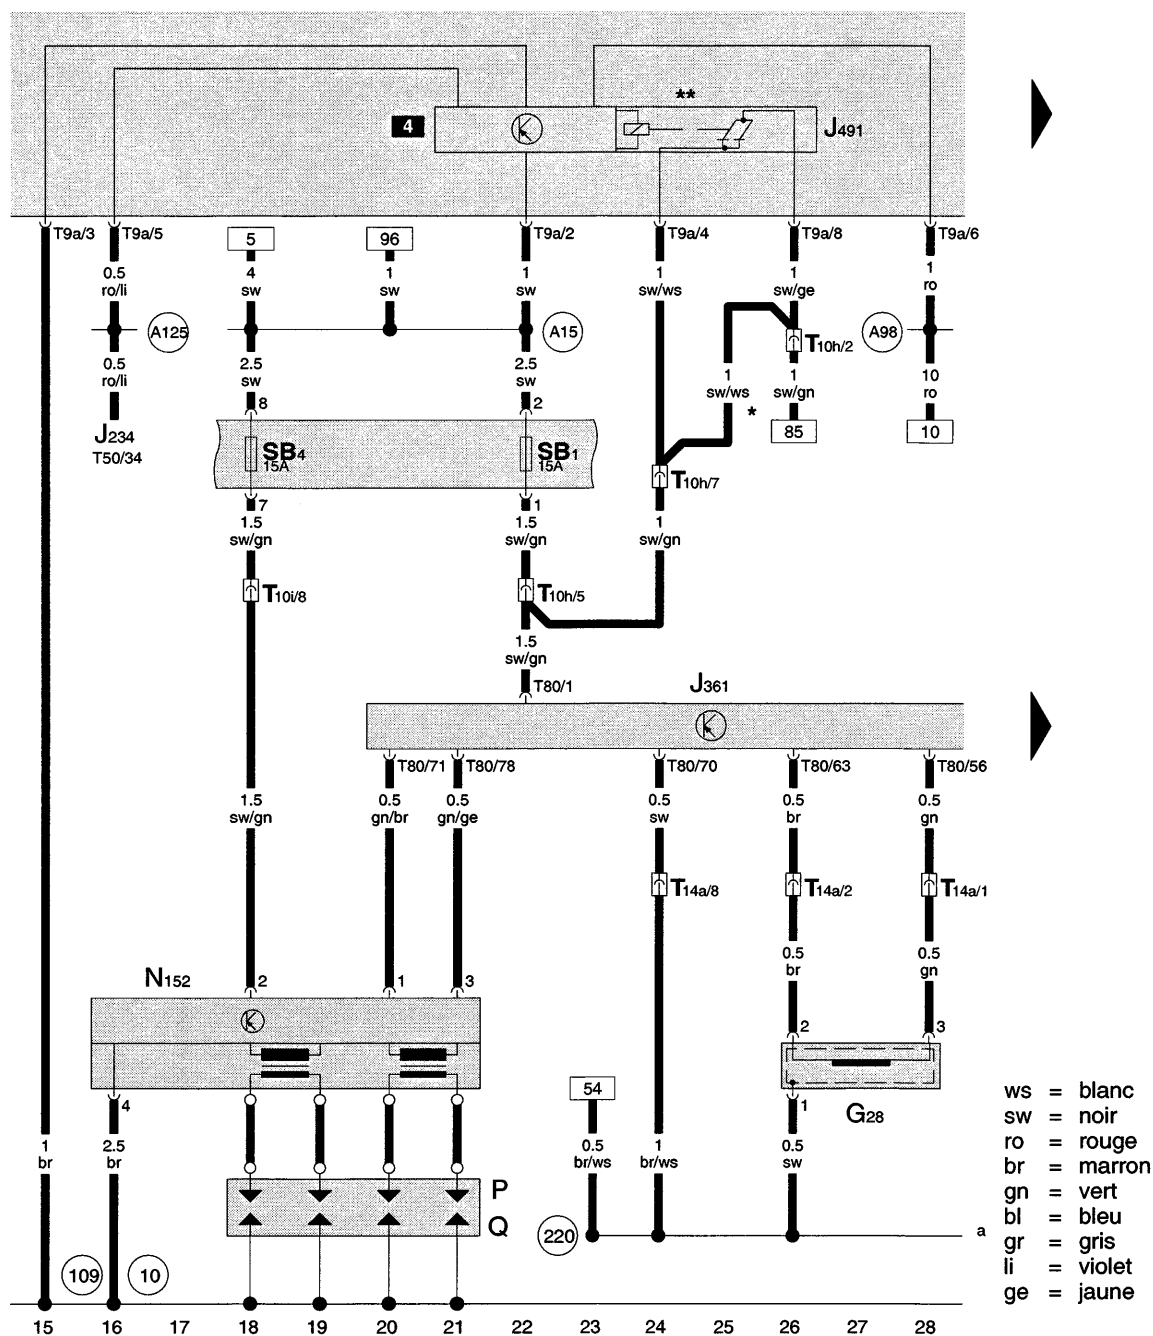 **
4
J491
T9a/3
T9a/5
5
96
T9a/2
T9a/4
T9a/8
T9a/6
0.5
ro/li
4
sw
1
sw
1
sw
1
sw/ws
1
sw/ge
1
ro
A125
A15
T10h/2
A98
0.5
ro/li
2.5
sw
2.5
sw
1
sw/ws
*
1
sw/gn
10
ro
8
2
J234
T50/34
85
10
SB4
15A
SB1
15A
T10h/7
7
1
1.5
sw/gn
1.5
sw/gn
1
sw/gn
T10i/8
T10h/5
1.5
sw/gn
T80/1
J361
T80/71
T80/78
T80/70
T80/63
T80/56
1.5
sw/gn
0.5
gn/br
0.5
gn/ge
0.5
sw
0.5
br
0.5
gn
T14a/8
T14a/2
T14a/1
0.5
br
0.5
gn
N152
2
1
3
2
3
54
4
1
G28
1
br
2.5
br
0.5
br/ws
1
br/ws
0.5
sw
P
Q
220
a
109
10
15 16 17 18 19 20 21 22 23 24 25 26 27 28
ws = blanc
sw = noir
ro = rouge
br = marron
gn = vert
bl = bleu
gr = gris
li = violet
ge = jaune